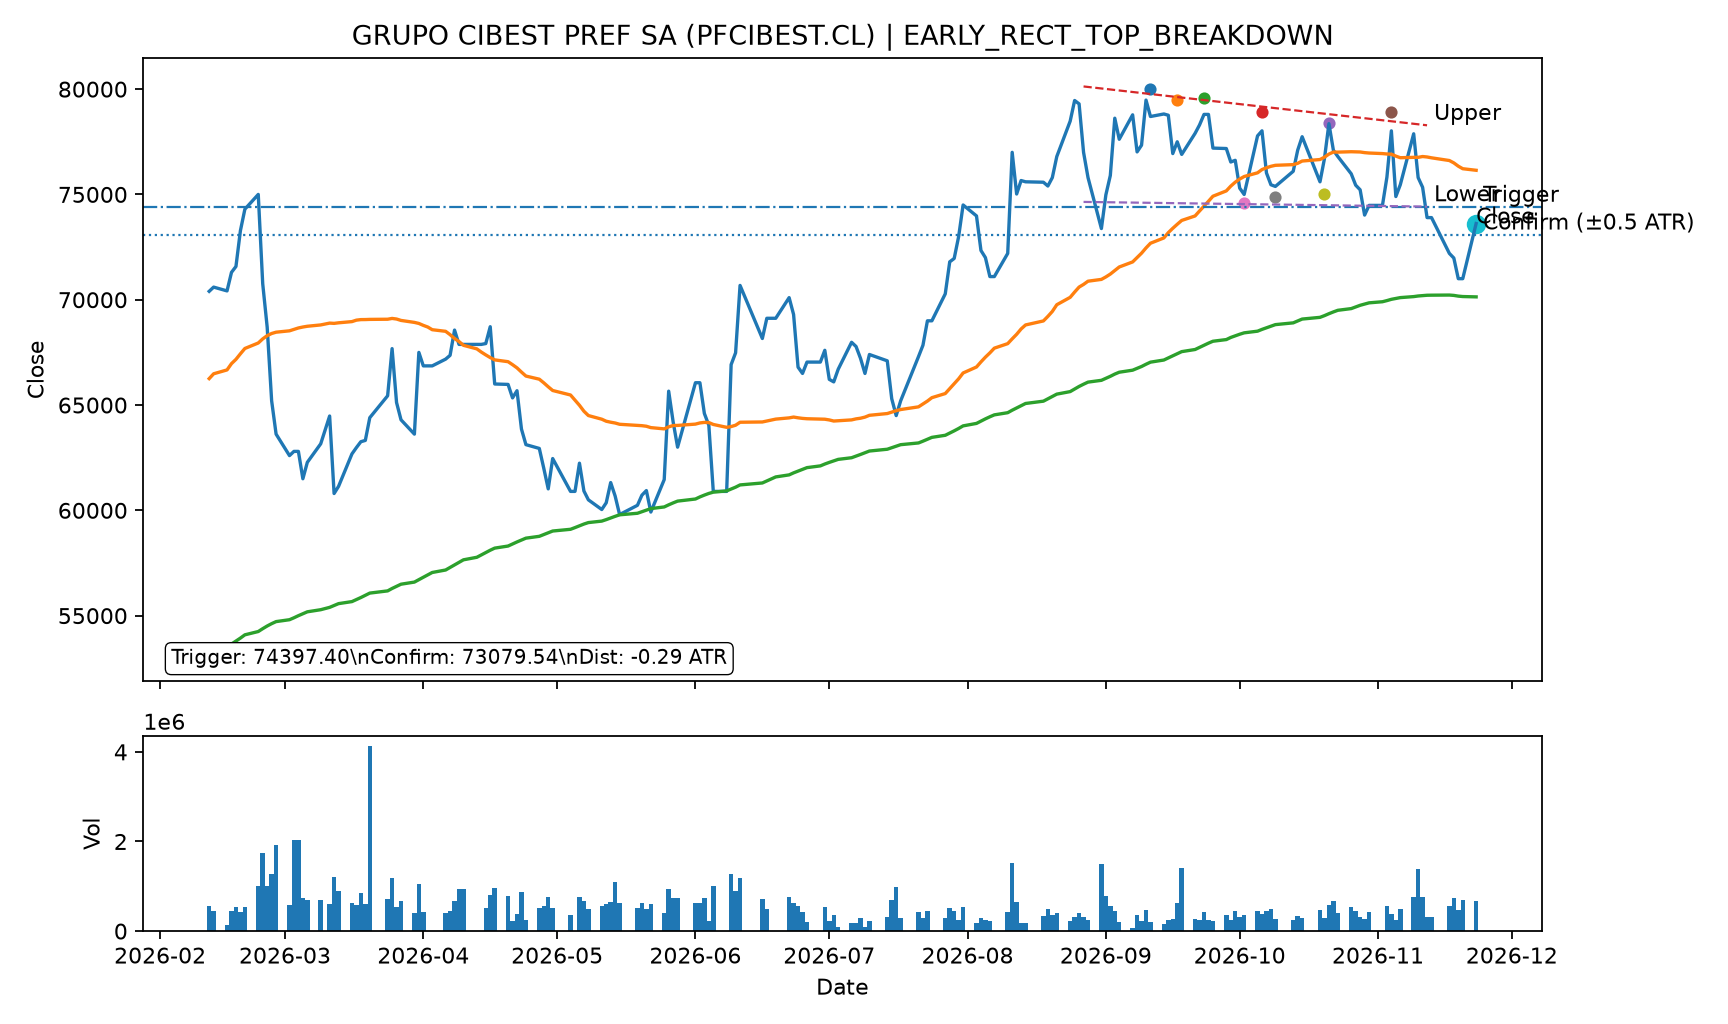 GRUPO CIBEST PREF SA (PFCIBEST.CL) | EARLY_RECT_TOP_BREAKDOWN
Close
80000
75000
70000
65000
60000
55000
Upper
Lower
Trigger
Close
Confirm (±0.5 ATR)
Trigger: 74397.40\nConfirm: 73079.54\nDist: -0.29 ATR
1e6
Vol
4
2
0
2026-02
2026-03
2026-04
2026-05
2026-06
2026-07
2026-08
2026-09
2026-10
2026-11
2026-12
Date